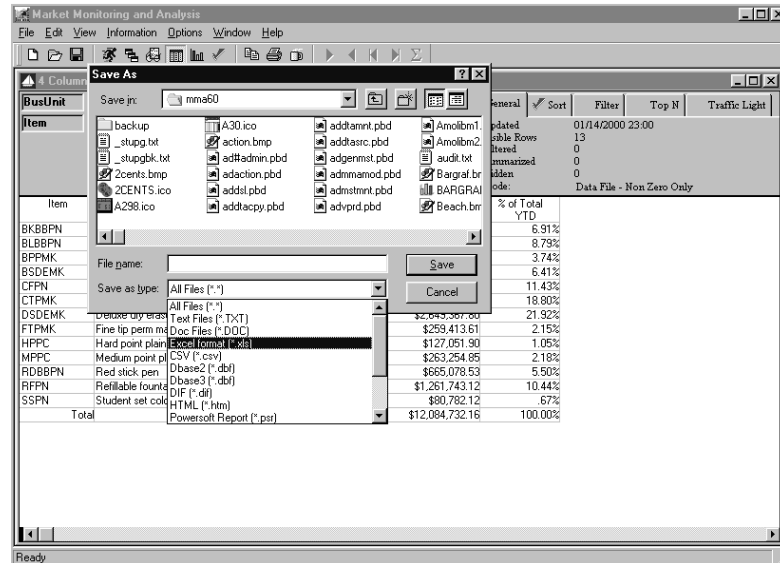 Market Monitoring and Analysis
File Edit View Information Options Window Help
4 Column
BusUnit
Item
General Sort Filter Top N Traffic Light
01/14/2000 23:00
13
0
0
0
Data File - Non Zero Only
Save As
Save in: mma60
backup
_stupg.txt
_stupgbk.txt
2cents.bmp
2CENTS.ico
A298.ico
A30.ico
action.bmp
ad#admin.pbd
adaction.pbd
addsl.pbd
addtacpy.pbd
addtamnt.pbd
addtasrc.pbd
adgenmst.pbd
admmamod.pbd
admstmnt.pbd
advprd.pbd
Amolibm1.
Amolibm2.
audit.txt
Bargraf.br
BARGRAI
Beach.bm
File name:
Save
Save as type: All Files (*.*)
Cancel
All Files (*.*)
Text Files (*.TXT)
Doc Files (*.DOC)
Excel format (*.xls)
CSV (*.csv)
Dbase2 (*.dbf)
Dbase3 (*.dbf)
DIF (*.dif)
HTML (*.htm)
Powersoft Report (*.psr)
Item % of Total
YTD
BKBBPN 6.91%
BLBBPN 8.79%
BPPMK 3.74%
BSDEMK 6.41%
CFPN 11.43%
CTPMK 18.80%
DSDEMK Deluxe dry eras $2,649,367.80 21.92%
FTPMK Fine tip perm ma $259,413.61 2.15%
HPPC Hard point plain $127,051.90 1.05%
MPPC Medium point pl $263,254.85 2.18%
RDBBPN Red stick pen $665,078.53 5.50%
RFPN Refillable founta $1,261,743.12 10.44%
SSPN Student set colo $80,782.12 .67%
Total $12,084,732.16 100.00%
Ready